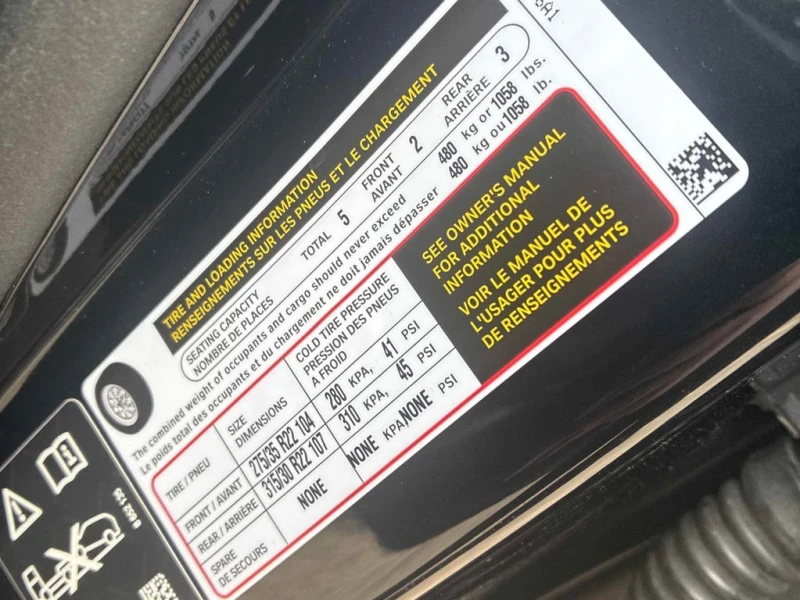 6A1
TIRE AND LOADING INFORMATION
RENSEIGNEMENTS SUR LES PNEUS ET LE CHARGEMENT
SEATING CAPACITY
NOMBRE DE PLACES
TOTAL 5
FRONT
AVANT 2
REAR
ARRIÈRE 3
The combined weight of occupants and cargo should never exceed 480 kg or 1058 lbs.
Le poids total des occupants et du chargement ne doit jamais dépasser 480 kg ou 1058 lb.
TIRE / PNEU
SIZE
DIMENSIONS
COLD TIRE PRESSURE
PRESSION DES PNEUS
A FROID
FRONT / AVANT 275/35 R22 104 280 KPA, 41 PSI
REAR / ARRIÈRE 315/30 R22 107 310 KPA, 45 PSI
SPARE
DE SECOURS NONE NONE KPA, NONE PSI
SEE OWNER'S MANUAL
FOR ADDITIONAL
INFORMATION
VOIR LE MANUEL DE
L'USAGER POUR PLUS
DE RENSEIGNEMENTS